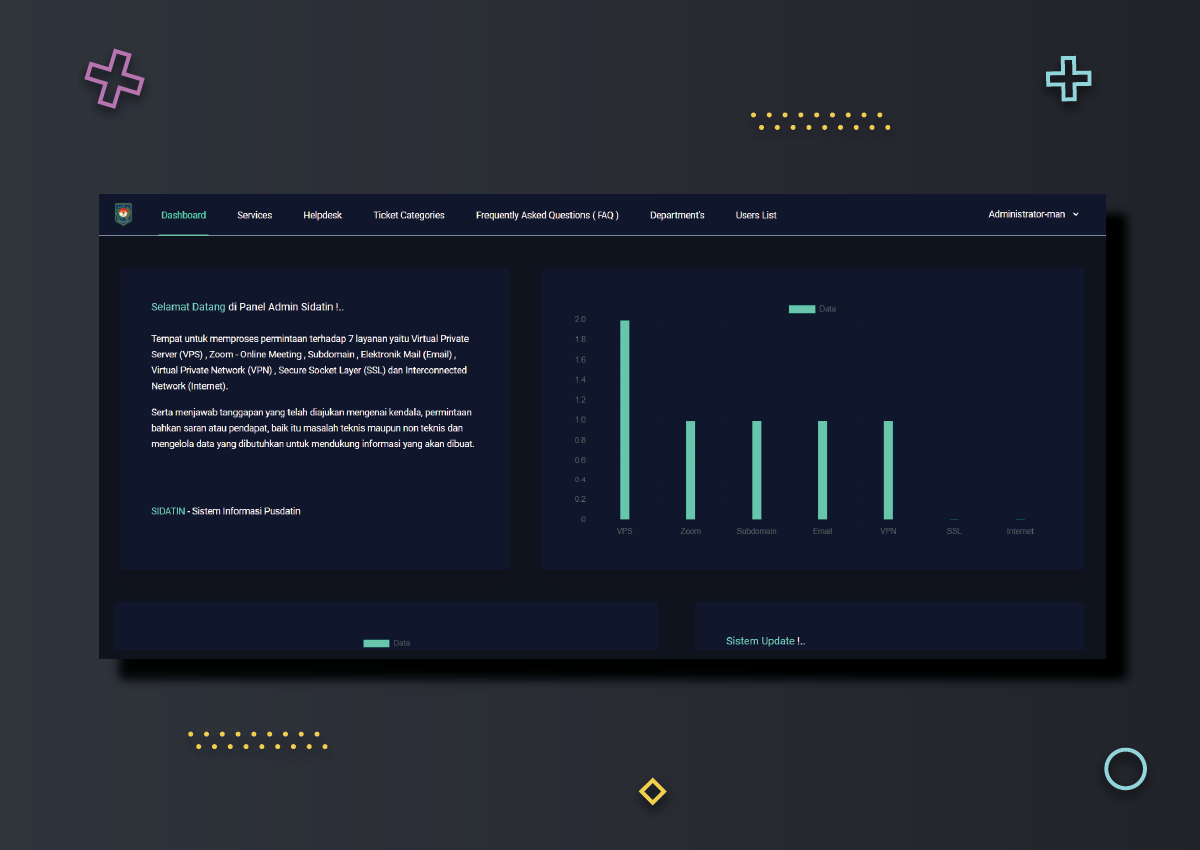 Dashboard Services Helpdesk Ticket Categories Frequently Asked Questions ( FAQ ) Department's Users List Administrator-man
Selamat Datang di Panel Admin Sidatin !..
Tempat untuk memproses permintaan terhadap 7 layanan yaitu Virtual Private
Server (VPS) , Zoom - Online Meeting , Subdomain , Elektronik Mail (Email) ,
Virtual Private Network (VPN) , Secure Socket Layer (SSL) dan Interconnected
Network (Internet).
Serta menjawab tanggapan yang telah diajukan mengenai kendala, permintaan
bahkan saran atau pendapat, baik itu masalah teknis maupun non teknis dan
mengelola data yang dibutuhkan untuk mendukung informasi yang akan dibuat.
SIDATIN - Sistem Informasi Pusdatin
Data
2.0
1.8
1.6
1.4
1.2
1.0
0.8
0.6
0.4
0.2
0
VPS Zoom Subdomain Email VPN SSL Internet
Data
Sistem Update !..